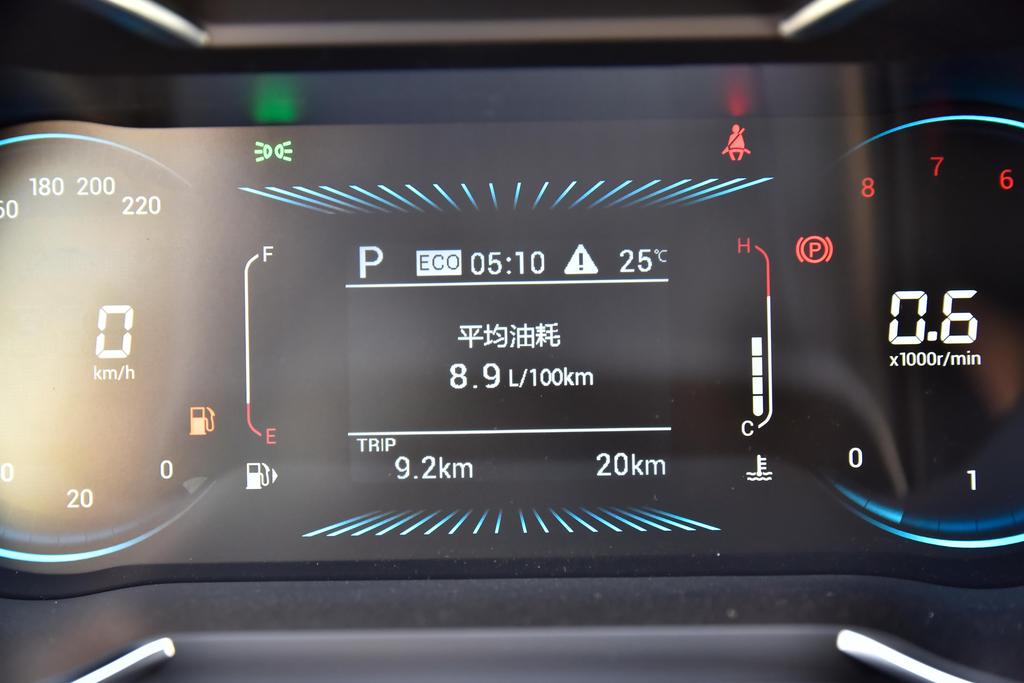 180 200
220
F
P ECO 05:10 25℃
H
P
8 7 6
平均油耗
8.9 L/100km
0
km/h
0.6
x1000r/min
E
C
TRIP
9.2km 20km
20
0
0
1